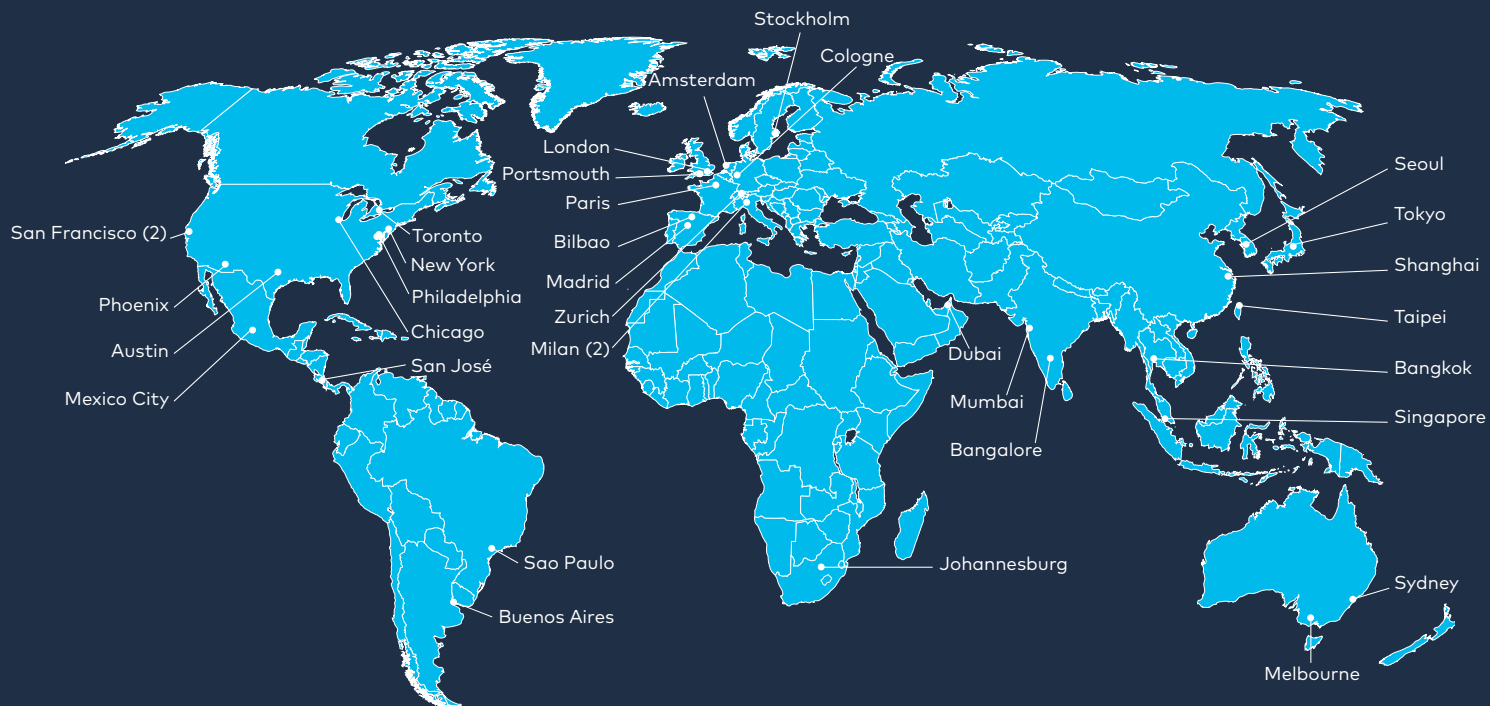 Stockholm
Cologne
Amsterdam
London
Portsmouth
Paris
Bilbao
Madrid
Zurich
Milan (2)
San Francisco (2)
Phoenix
Austin
Mexico City
Toronto
New York
Philadelphia
Chicago
San José
Sao Paulo
Buenos Aires
Dubai
Mumbai
Bangalore
Johannesburg
Seoul
Tokyo
Shanghai
Taipei
Bangkok
Singapore
Sydney
Melbourne